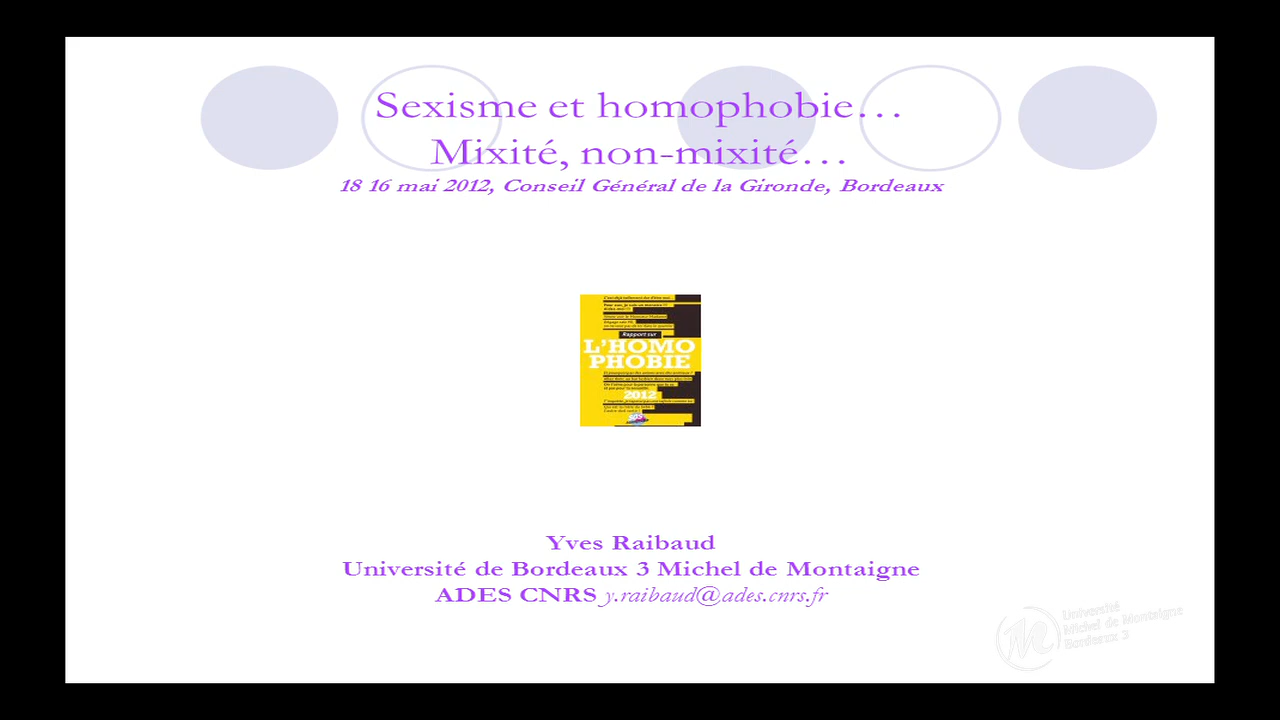 Sexisme et homophobie…
Mixité, non-mixité…
18 16 mai 2012, Conseil Général de la Gironde, Bordeaux
Rapport sur
L'HOMO
PHOBIE
2012
Yves Raibaud
Université de Bordeaux 3 Michel de Montaigne
ADES CNRS y.raibaud@ades.cnrs.fr
Université
Michel de Montaigne
Bordeaux 3